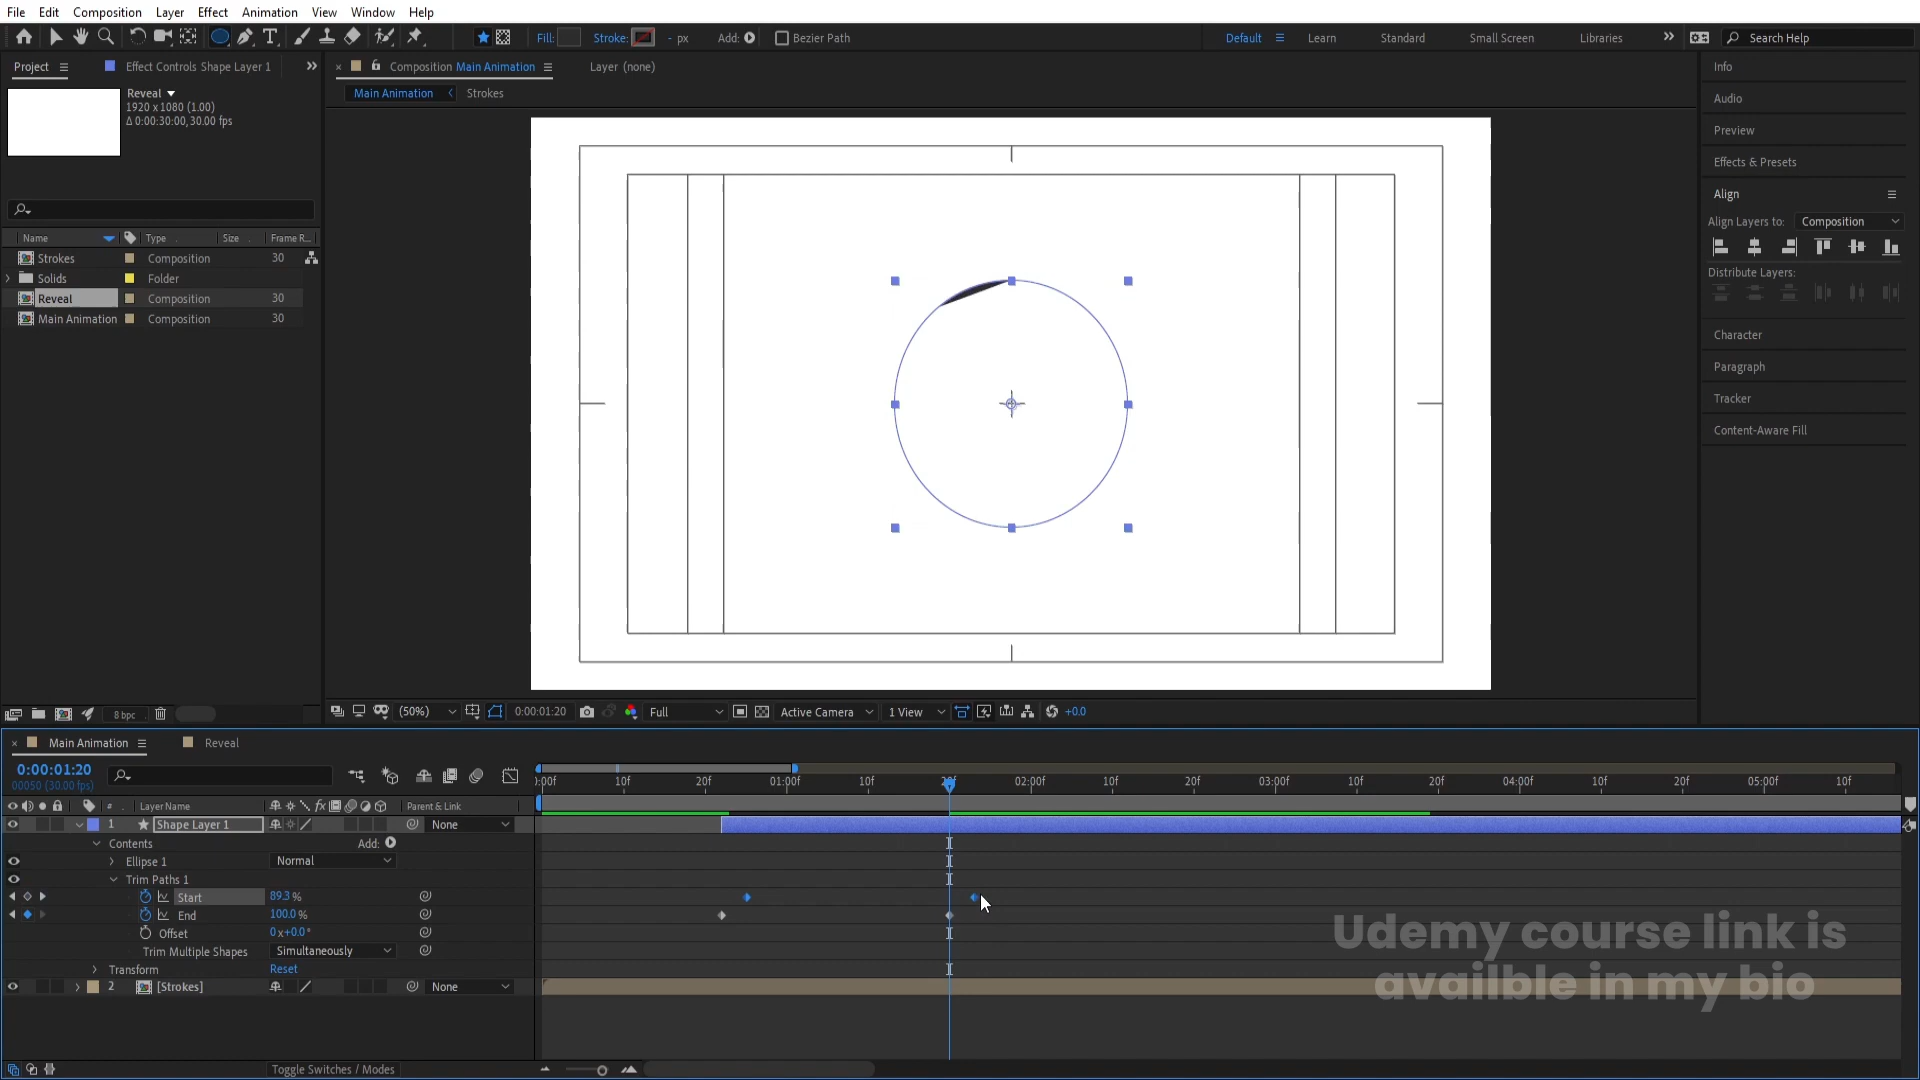 File Edit Composition Layer Effect Animation View Window Help
Fill: Stroke: - px Add: Bezier Path Default Learn Standard Small Screen Libraries Search Help
Project Effect Controls Shape Layer 1 Composition Main Animation Layer (none) Info
Reveal
1920 x 1080 (1.00)
Δ 0:00:30:00, 30.00 fps
Main Animation Strokes
Audio
Preview
Effects & Presets
Align
Align Layers to: Composition
Distribute Layers:
Character
Paragraph
Tracker
Content-Aware Fill
Name Type Size Frame R...
Strokes Composition 30
Solids Folder
Reveal Composition 30
Main Animation Composition 30
8 bpc (50%) 0:00:01:20 Full Active Camera 1 View +0.0
Main Animation Reveal
0:00:01:20
00050 (30.00 fps)
:00f 10f 20f 01:00f 10f 20f 02:00f 10f 20f 03:00f 10f 20f 04:00f 10f 20f 05:00f 10f
# Layer Name fx Parent & Link
1 Shape Layer 1 None
Contents Add:
Ellipse 1 Normal
Trim Paths 1
Start 89.3 %
End 100.0 %
Offset 0 x +0.0 °
Trim Multiple Shapes Simultaneously
Transform Reset
2 [Strokes] None
Toggle Switches / Modes
Udemy course link is
availble in my bio